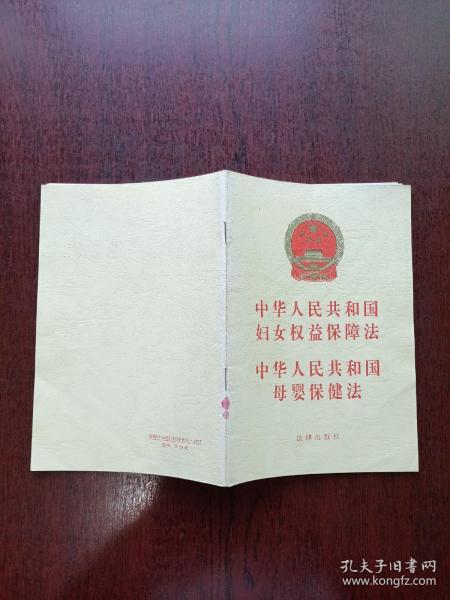 中华人民共和国
妇女权益保障法
中华人民共和国
母婴保健法
法律出版社
孔夫子旧书网
www.kongfz.com